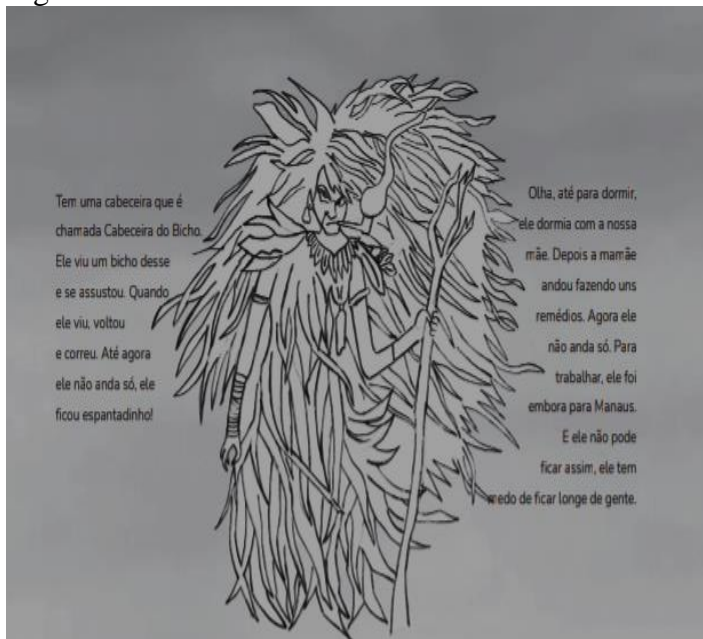 Tem uma cabeceira que é
chamada Cabeceira do Bicho.
Ele viu um bicho desse
e se assustou. Quando
ele viu, voltou
e correu. Até agora
ele não anda só, ele
ficou espantadinho!
Olha, até para dormir,
ele dormia com a nossa
mãe. Depois a mamãe
andou fazendo uns
remédios. Agora ele
não anda só. Para
trabalhar, ele foi
embora para Manaus.
E ele não pode
ficar assim, ele tem
medo de ficar longe de gente.